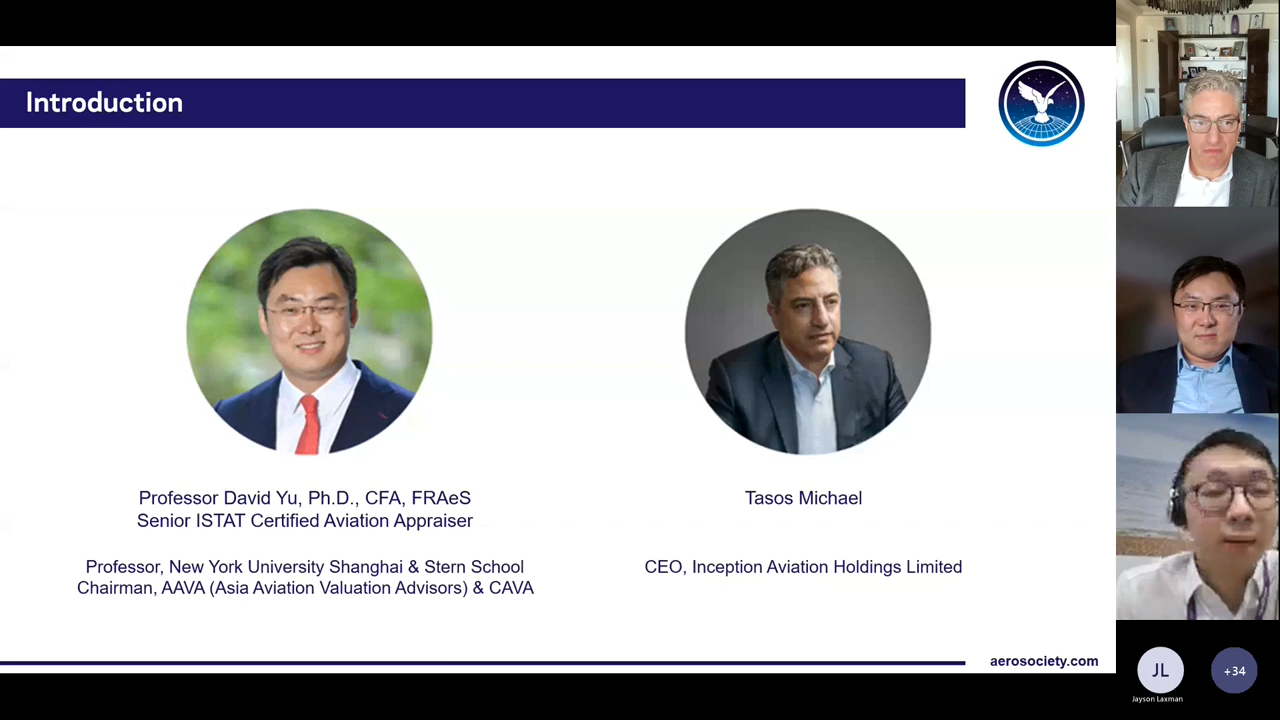 Introduction
Professor David Yu, Ph.D., CFA, FRAeS
Senior ISTAT Certified Aviation Appraiser
Professor, New York University Shanghai & Stern School
Chairman, AAVA (Asia Aviation Valuation Advisors) & CAVA
Tasos Michael
CEO, Inception Aviation Holdings Limited
aerosociety.com
JL
Jayson Laxman
+34